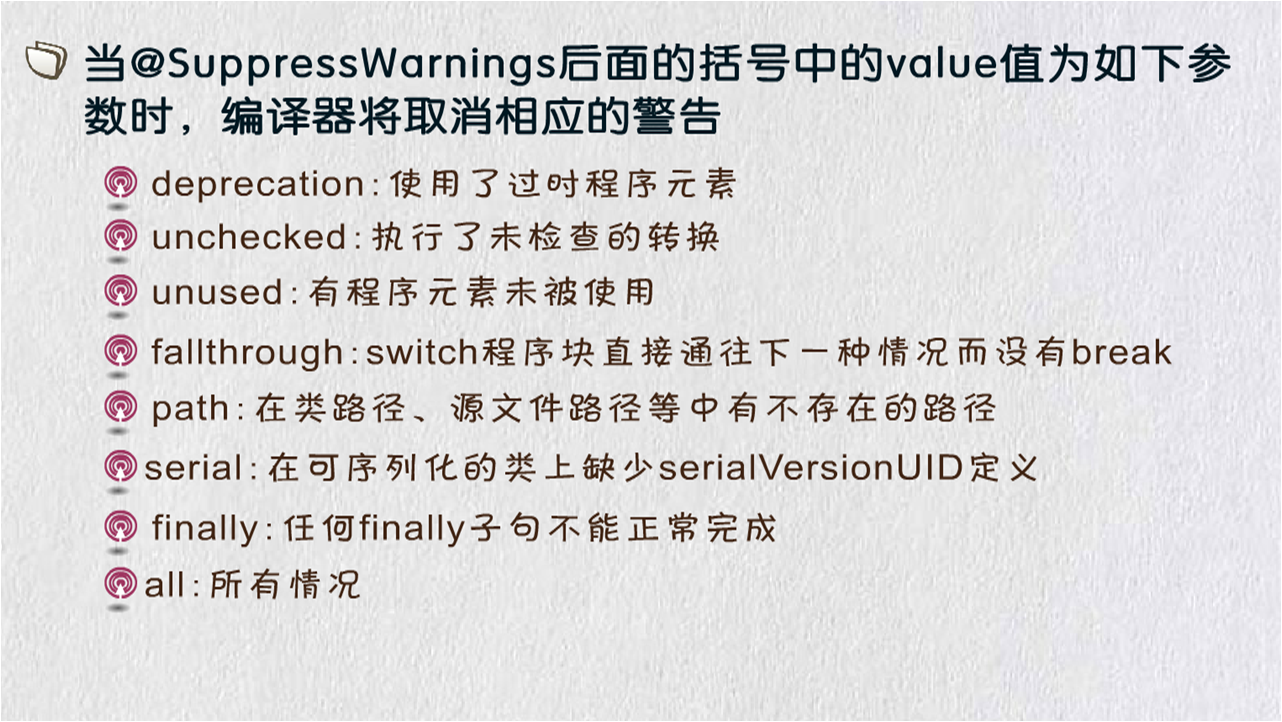 当@SuppressWarnings后面的括号中的value值为如下参
数时，编译器将取消相应的警告
deprecation:使用了过时程序元素
unchecked:执行了未检查的转换
unused:有程序元素未被使用
fallthrough:switch程序块直接通往下一种情况而没有break
path:在类路径、源文件路径等中有不存在的路径
serial:在可序列化的类上缺少serialVersionUID定义
finally:任何finally子句不能正常完成
all:所有情况